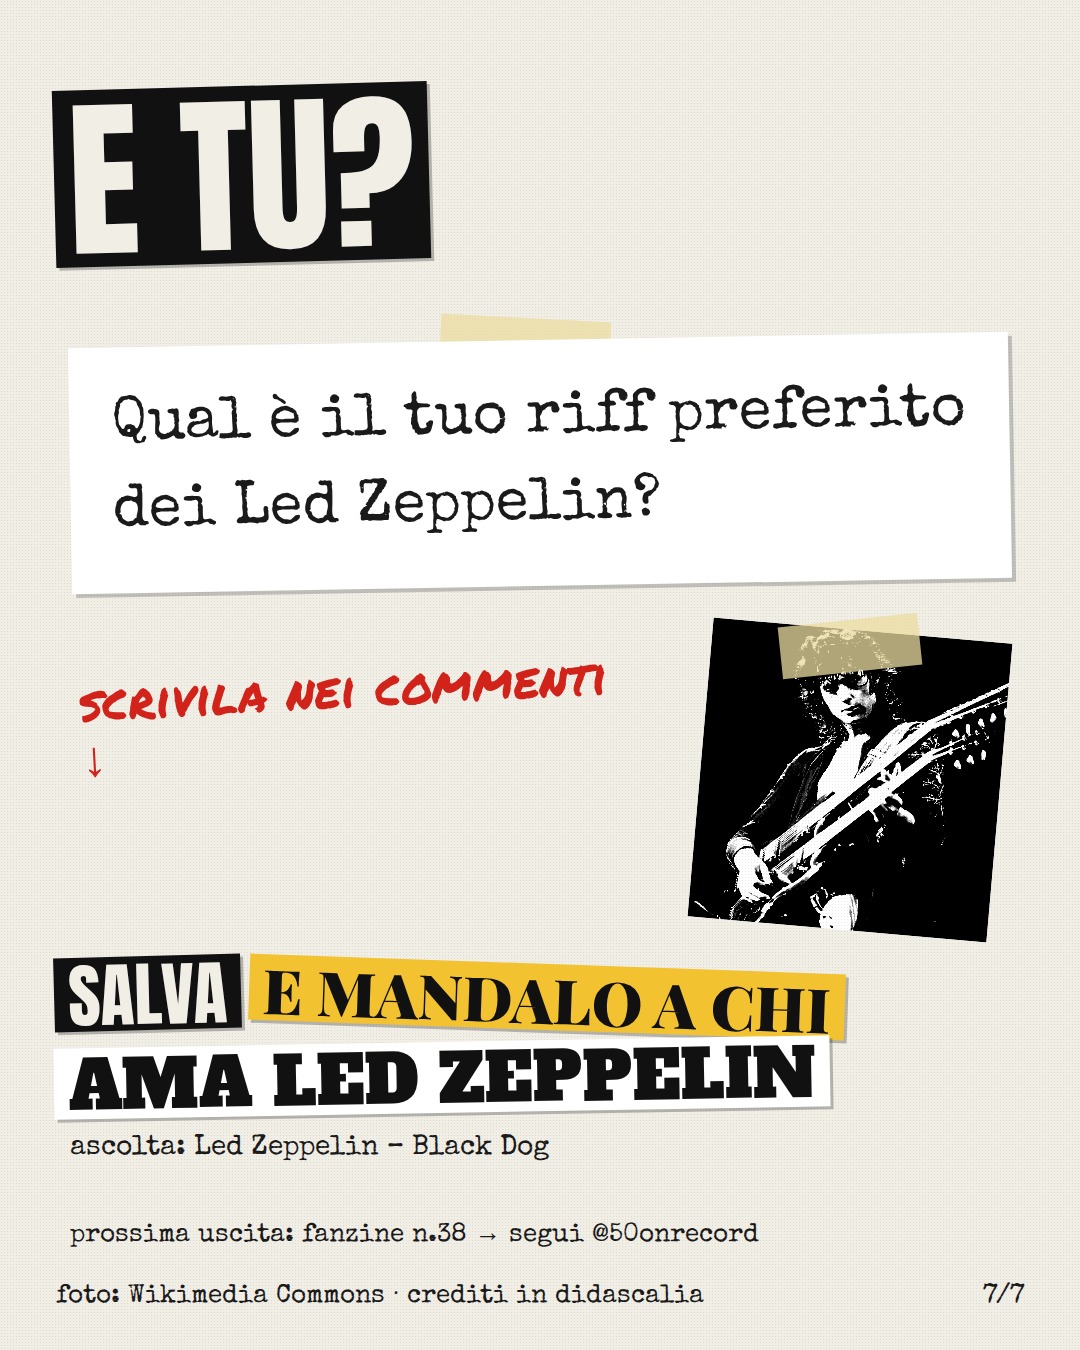 E TU?
Qual è il tuo riff preferito
dei Led Zeppelin?
SCRIVILA NEI COMMENTI
↓
SALVA E MANDALO A CHI
AMA LED ZEPPELIN
ascolta: Led Zeppelin – Black Dog
prossima uscita: fanzine n.38 → segui @50onrecord
foto: Wikimedia Commons · crediti in didascalia
7/7